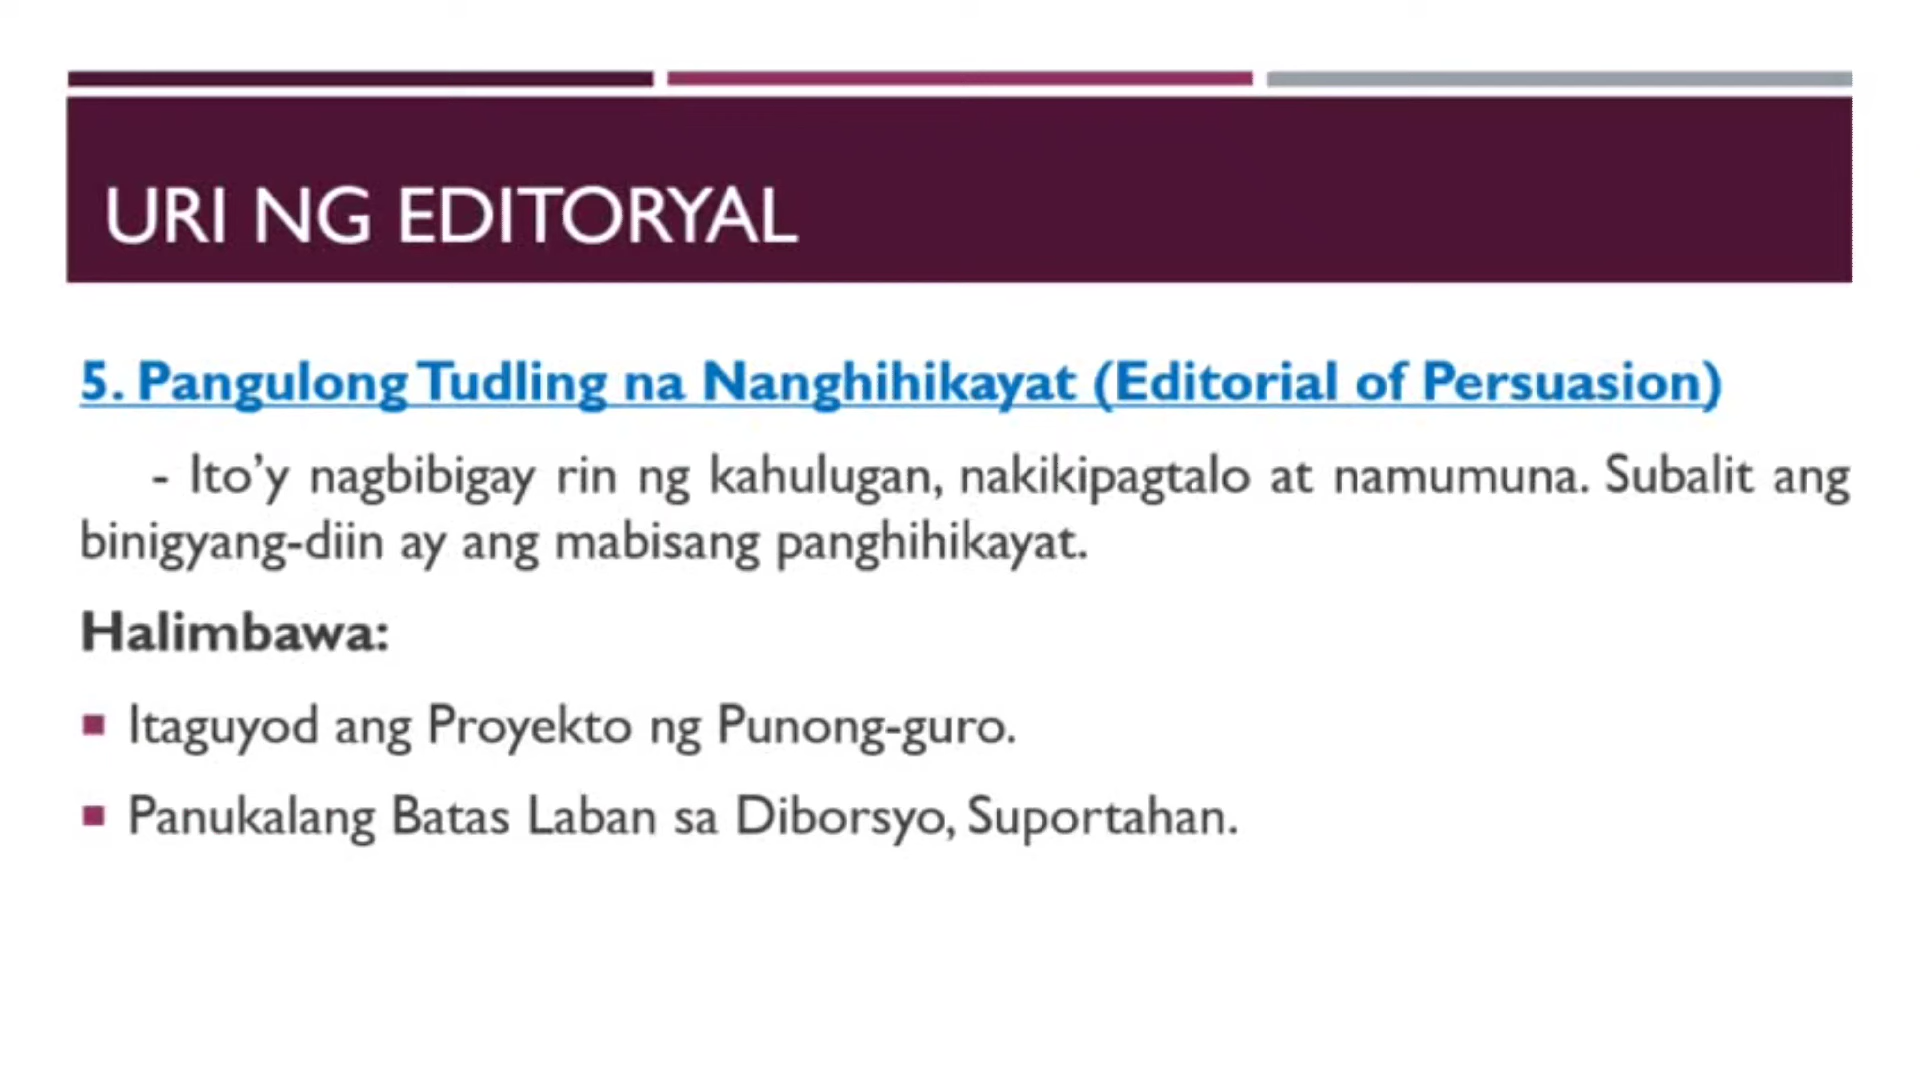 URI NG EDITORYAL
5. Pangulong Tudling na Nanghihikayat (Editorial of Persuasion)
- Ito’y nagbibigay rin ng kahulugan, nakikipagtalo at namumuna. Subalit ang
binigyang-diin ay ang mabisang panghihikayat.
Halimbawa:
▪ Itaguyod ang Proyekto ng Punong-guro.
▪ Panukalang Batas Laban sa Diborsyo, Suportahan.